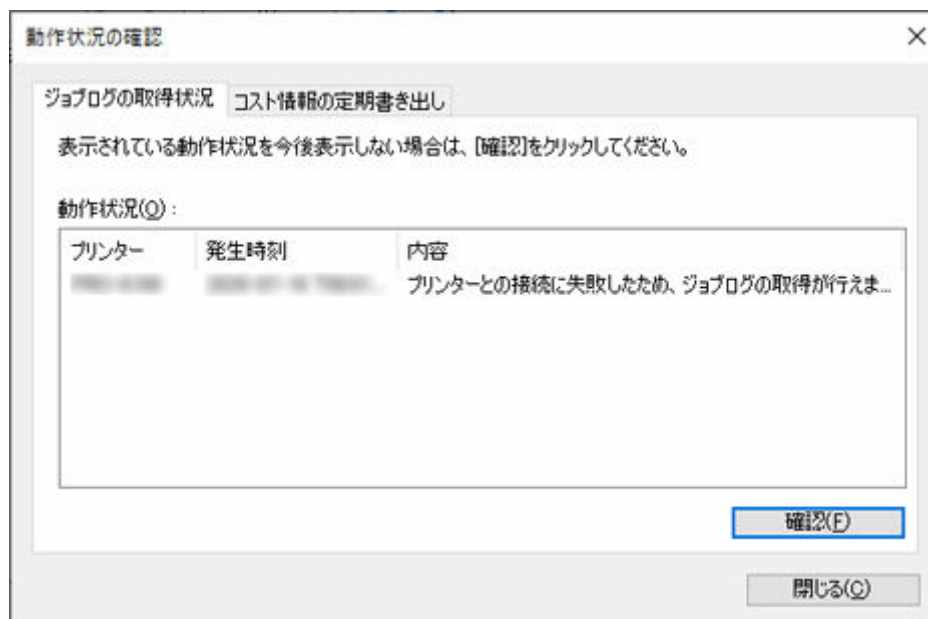 動作状況の確認
ジョブログの取得状況 コスト情報の定期書き出し
表示されている動作状況を今後表示しない場合は、[確認]をクリックしてください。
動作状況(O):
プリンター 発生時刻 内容
プリンターとの接続に失敗したため、ジョブログの取得が行えま...
確認(F)
閉じる(C)